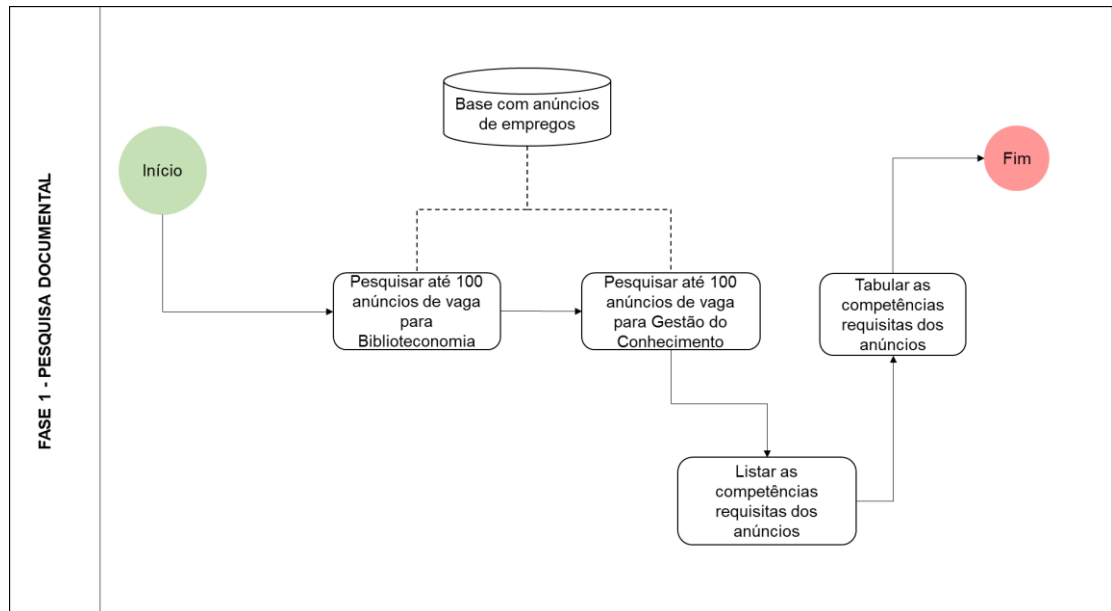 FASE 1 - PESQUISA DOCUMENTAL
Base com anúncios
de empregos
Início
Fim
Pesquisar até 100
anúncios de vaga
para
Biblioteconomia
Pesquisar até 100
anúncios de vaga
para Gestão do
Conhecimento
Tabular as
competências
requisitas dos
anúncios
Listar as
competências
requisitas dos
anúncios